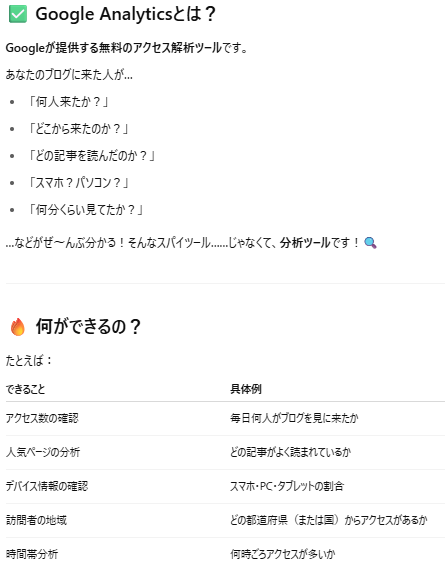 ✅ Google Analyticsとは？
Googleが提供する無料のアクセス解析ツールです。
あなたのブログに来た人が…
• 「何人来たか？」
• 「どこから来たのか？」
• 「どの記事を読んだのか？」
• 「スマホ？パソコン？」
• 「何分くらい見てたか？」
…などがぜ〜んぶ分かる！そんなスパイツール……じゃなくて、分析ツールです！🔍
🔥 何ができるの？
たとえば：
できること 具体例
アクセス数の確認 毎日何人がブログを見に来たか
人気ページの分析 どの記事がよく読まれているか
デバイス情報の確認 スマホ・PC・タブレットの割合
訪問者の地域 どの都道府県（または国）からアクセスがあるか
時間帯分析 何時ごろアクセスが多いか